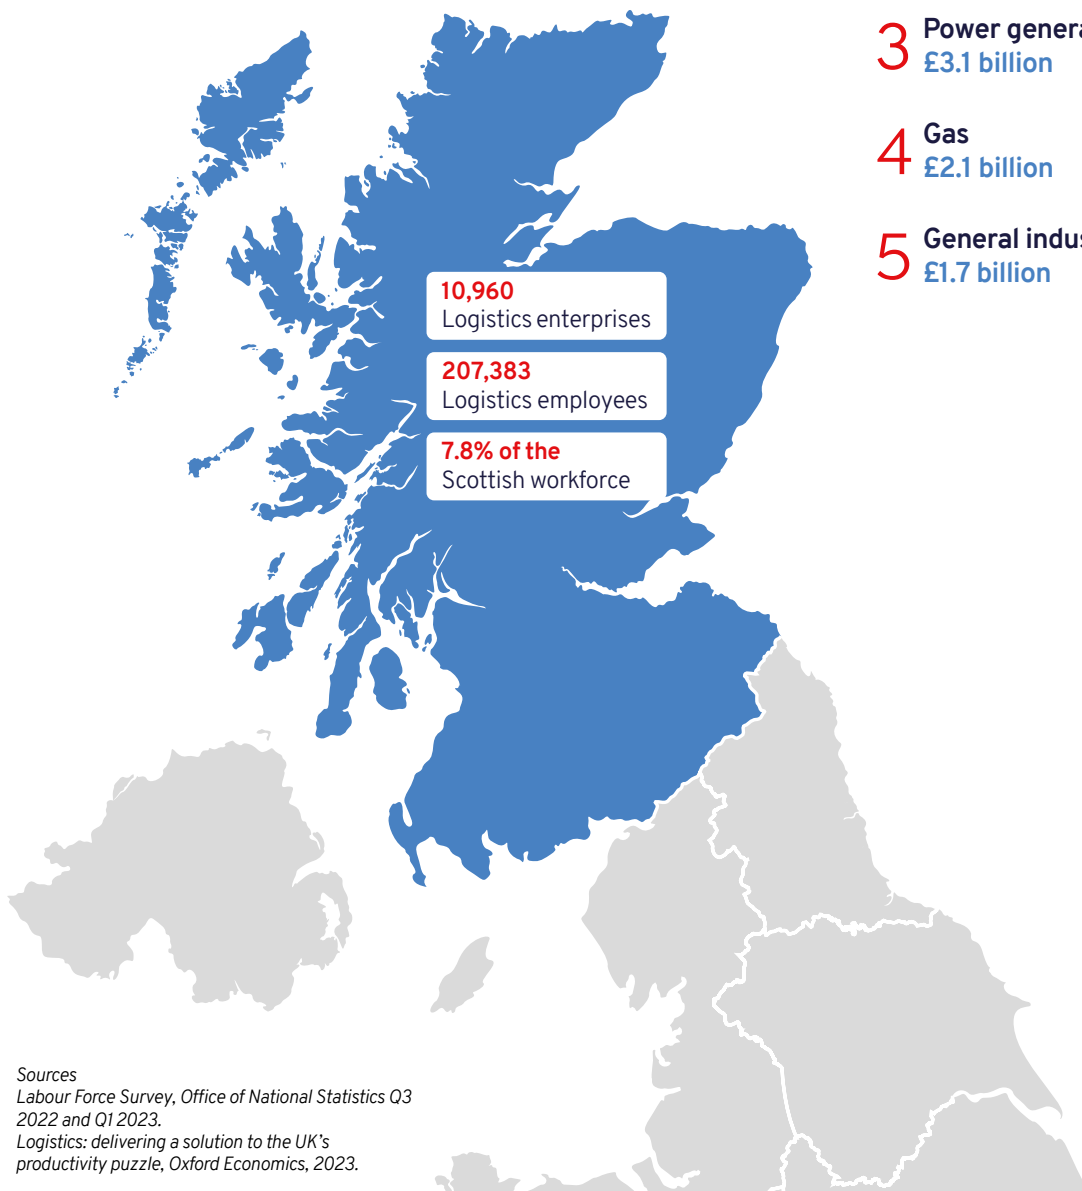 3 Power genera
£3.1 billion
4 Gas
£2.1 billion
5 General indus
£1.7 billion
10,960
Logistics enterprises
207,383
Logistics employees
7.8% of the
Scottish workforce
Sources
Labour Force Survey, Office of National Statistics Q3
2022 and Q1 2023.
Logistics: delivering a solution to the UK's
productivity puzzle, Oxford Economics, 2023.